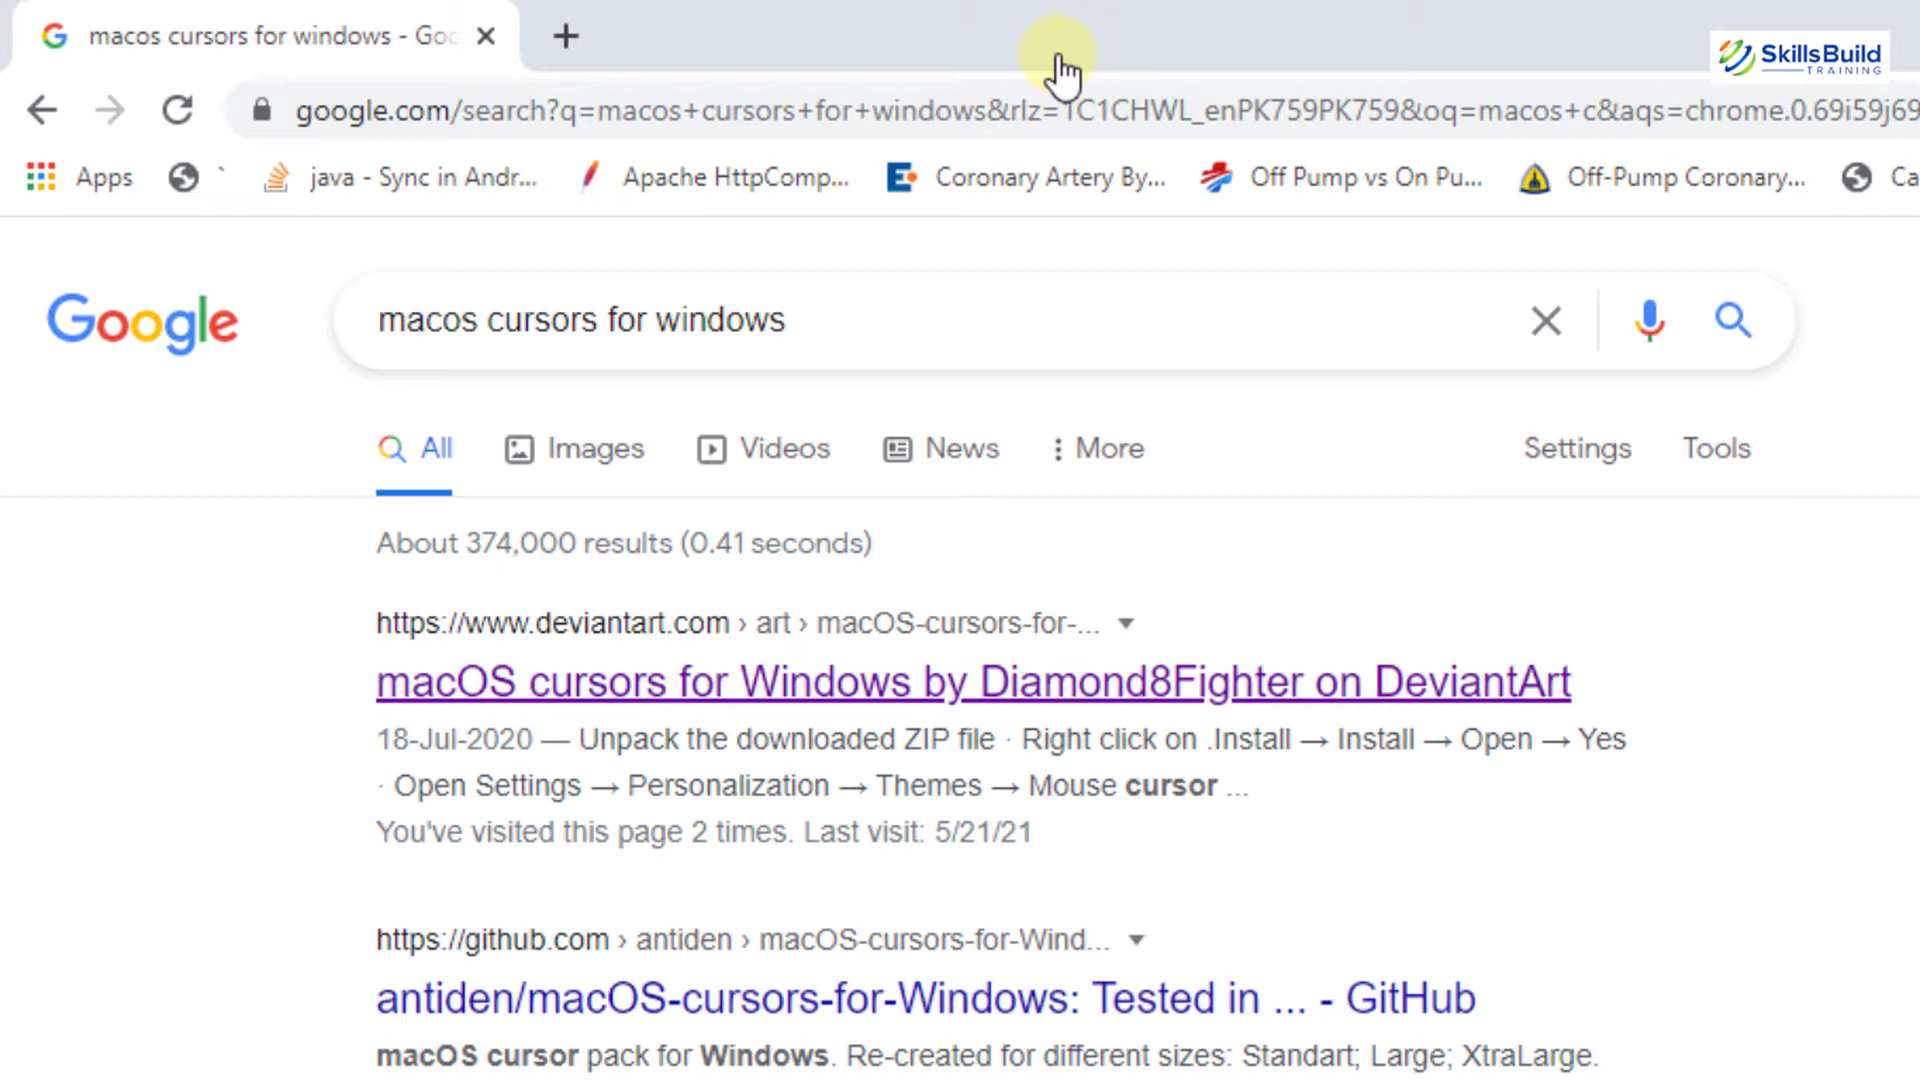 macos cursors for windows - Goo
SkillsBuild
TRAINING
google.com/search?q=macos+cursors+for+windows&rlz=1C1CHWL_enPK759PK759&oq=macos+c&aqs=chrome.0.69i59j69
Apps ` java - Sync in Andr... Apache HttpComp... Coronary Artery By... Off Pump vs On Pu... Off-Pump Coronary... Ca
Google macos cursors for windows
All Images Videos News More Settings Tools
About 374,000 results (0.41 seconds)
https://www.deviantart.com › art › macOS-cursors-for-...
macOS cursors for Windows by Diamond8Fighter on DeviantArt
18-Jul-2020 — Unpack the downloaded ZIP file · Right click on .Install → Install → Open → Yes
· Open Settings → Personalization → Themes → Mouse cursor ...
You've visited this page 2 times. Last visit: 5/21/21
https://github.com › antiden › macOS-cursors-for-Wind...
antiden/macOS-cursors-for-Windows: Tested in ... - GitHub
macOS cursor pack for Windows. Re-created for different sizes: Standart; Large; XtraLarge.